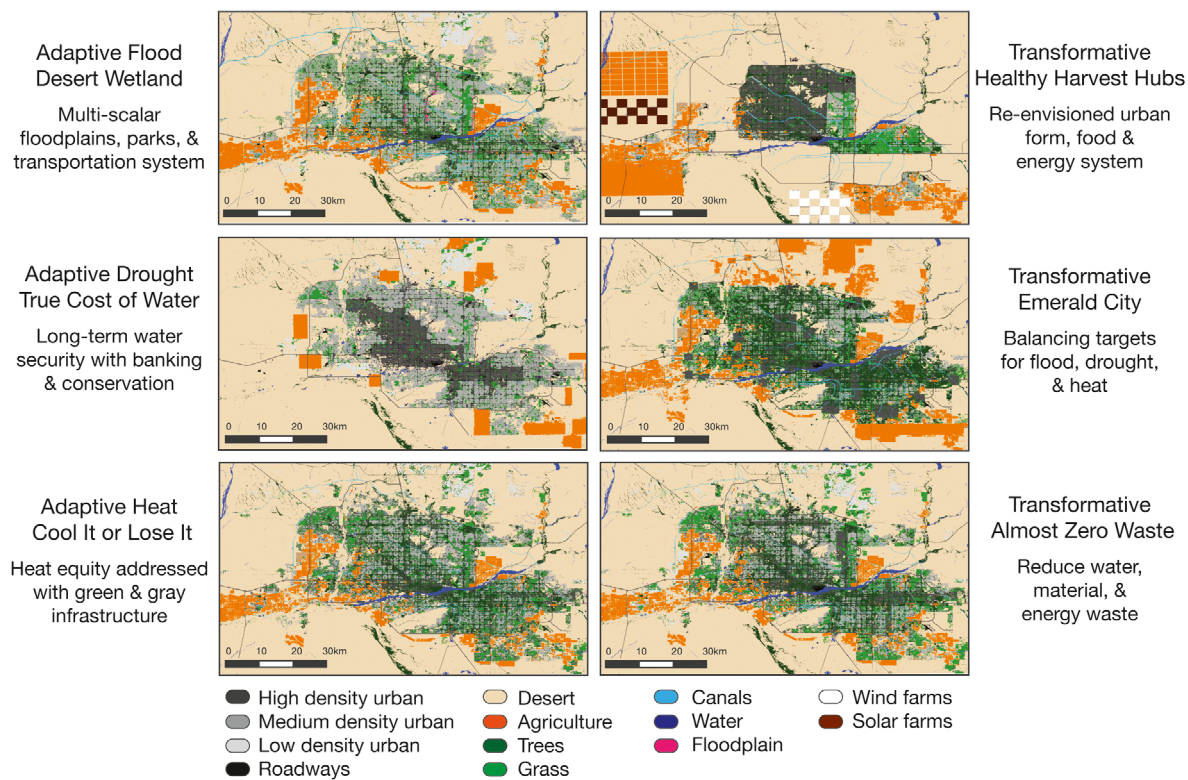 Adaptive Flood
Desert Wetland
Multi-scalar
floodplains, parks, &
transportation system
0 10 20 30km
Transformative
Healthy Harvest Hubs
Re-envisioned urban
form, food &
energy system
0 10 20 30km
Adaptive Drought
True Cost of Water
Long-term water
security with banking
& conservation
0 10 20 30km
Transformative
Emerald City
Balancing targets
for flood, drought,
& heat
0 10 20 30km
Adaptive Heat
Cool It or Lose It
Heat equity addressed
with green & gray
infrastructure
0 10 20 30km
Transformative
Almost Zero Waste
Reduce water,
material, &
energy waste
0 10 20 30km
High density urban
Medium density urban
Low density urban
Roadways
Desert
Agriculture
Trees
Grass
Canals
Water
Floodplain
Wind farms
Solar farms